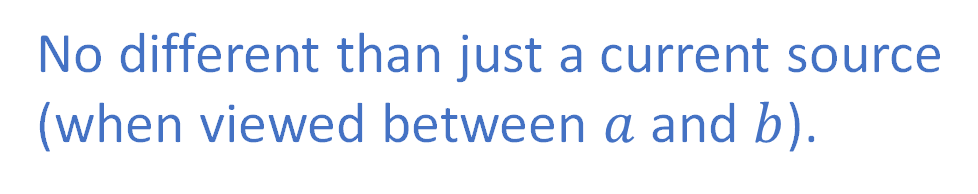 No different than just a current source
(when viewed between a and b).